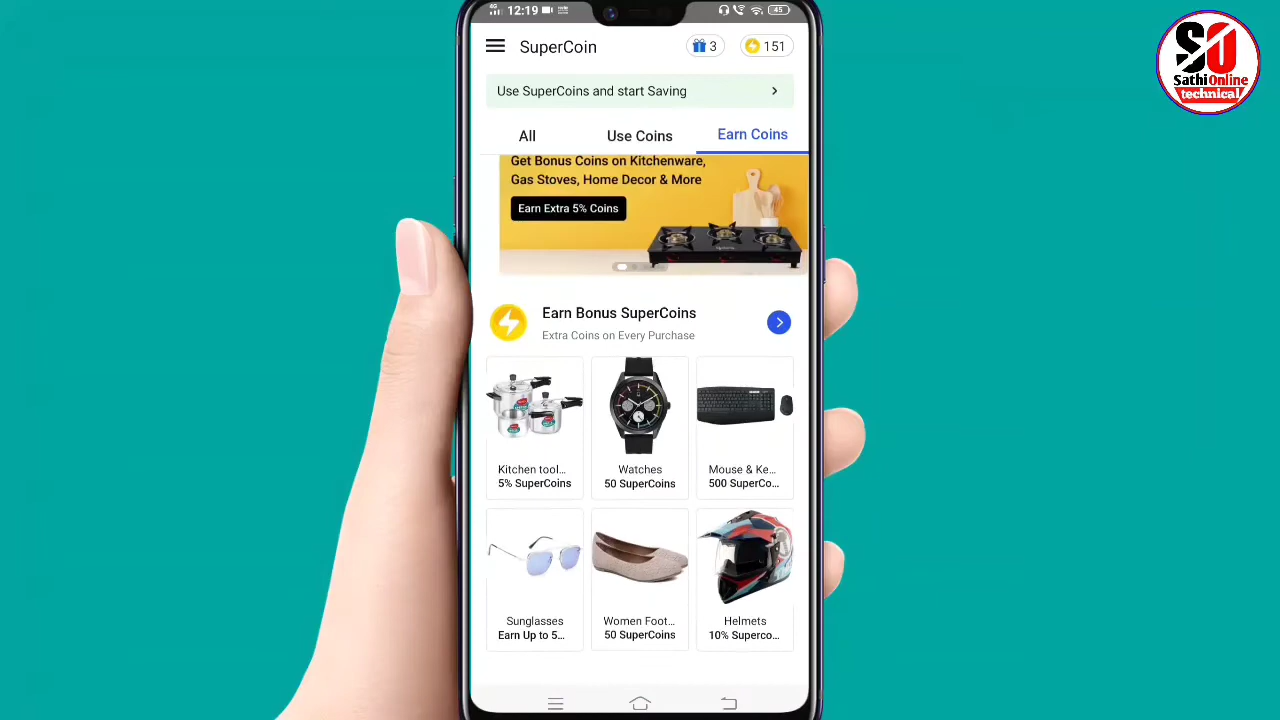 4G 12:19 45
SuperCoin 3 151
Use SuperCoins and start Saving
All Use Coins Earn Coins
Get Bonus Coins on Kitchenware,
Gas Stoves, Home Decor & More
Earn Extra 5% Coins
Earn Bonus SuperCoins
Extra Coins on Every Purchase
Kitchen tool...
5% SuperCoins
Watches
50 SuperCoins
Mouse & Ke...
500 SuperCo...
Sunglasses
Earn Up to 5...
Women Foot...
50 SuperCoins
Helmets
10% Superco...
SO
SathiOnline
technical